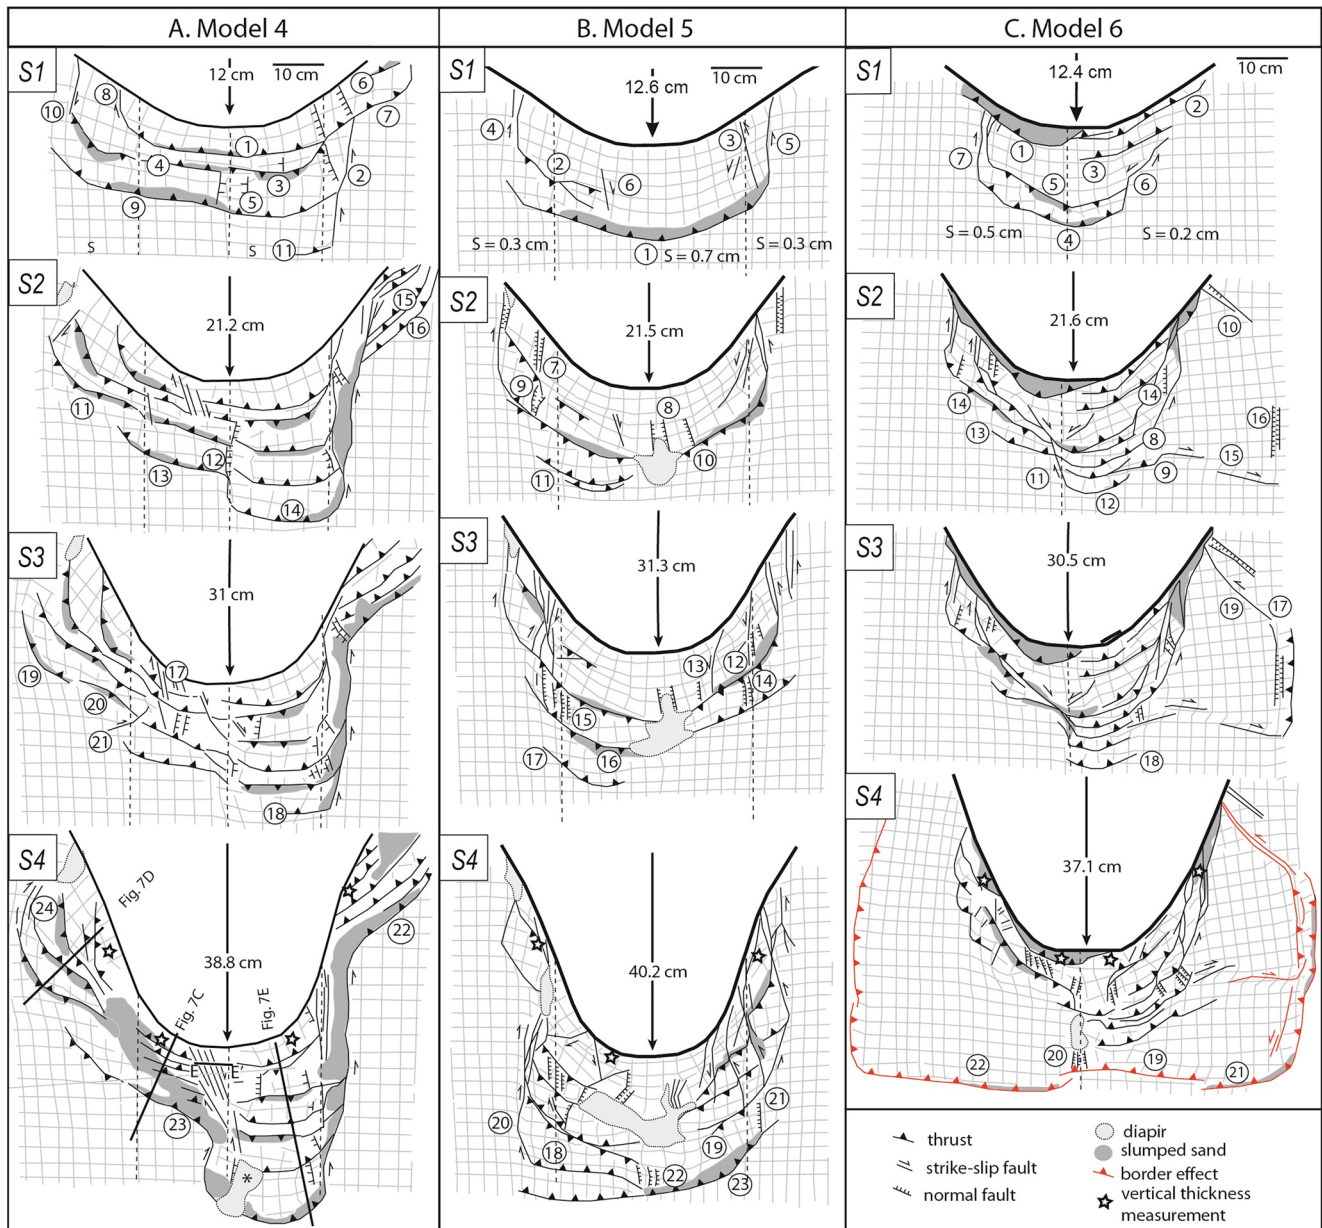 A. Model 4
B. Model 5
C. Model 6
S1
12 cm
10 cm
⑥
⑧
⑩
⑦
①
④
③
②
⑤
⑨
S
S
⑪
S1
12.6 cm
10 cm
④
③
⑤
②
⑥
S = 0.3 cm
S = 0.3 cm
①
S = 0.7 cm
S1
12.4 cm
10 cm
②
①
⑦
③
⑤
⑥
S = 0.5 cm
④
S = 0.2 cm
S2
21.2 cm
⑮
⑯
⑪
⑫
⑬
⑭
S2
21.5 cm
⑦
⑨
⑧
⑩
⑪
S2
21.6 cm
⑩
⑭
⑭
⑯
⑬
⑧
⑮
⑨
⑪
⑫
S3
31 cm
⑰
⑲
⑳
㉑
⑱
S3
31.3 cm
⑬
⑫
⑭
⑮
⑰
⑯
S3
30.5 cm
⑲
⑰
⑱
S4
Fig. 7D
㉔
㉒
38.8 cm
Fig. 7C
Fig. 7E
E
E'
㉓
*
S4
40.2 cm
㉑
⑳
⑱
⑲
㉒
㉓
S4
37.1 cm
⑳
⑲
㉒
㉑
thrust
strike-slip fault
normal fault
diapir
slumped sand
border effect
vertical thickness
measurement